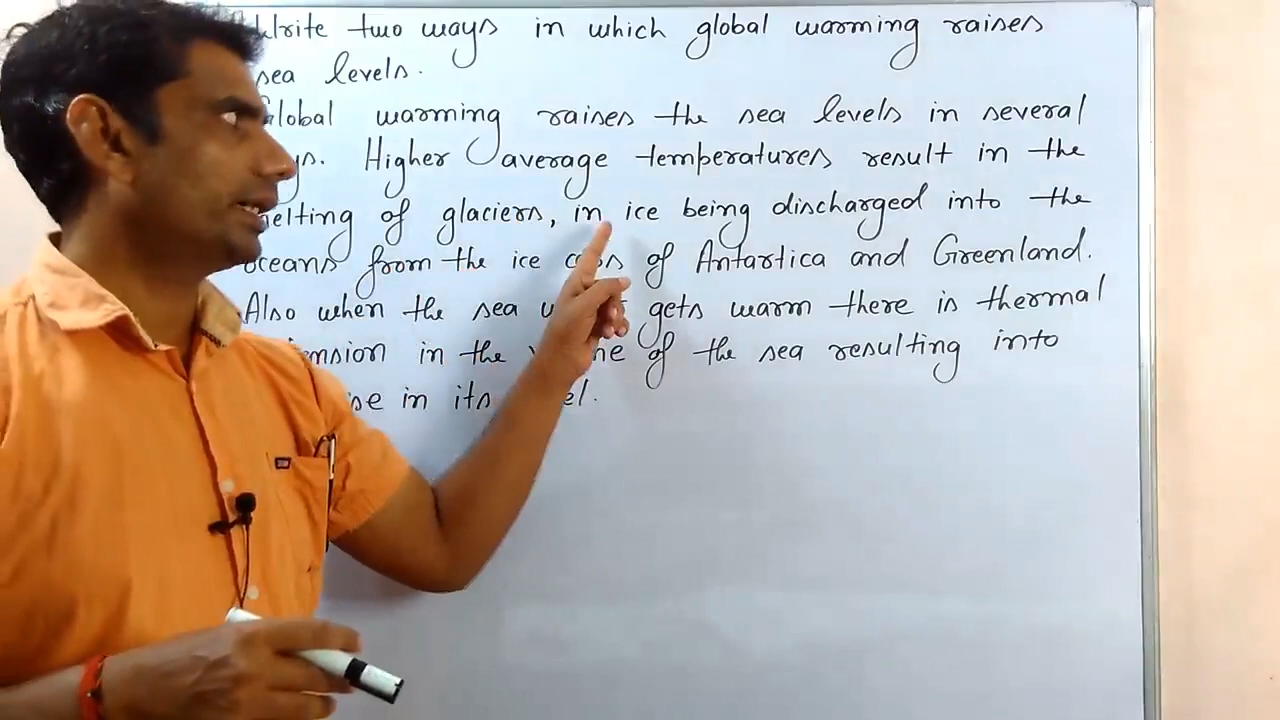 Write two ways in which global warming raises
sea levels.
Global warming raises the sea levels in several
Higher average temperatures result in the
melting of glaciers, in ice being discharged into the
oceans from the ice of Antartica and Greenland.
Also when the sea gets warm there is thermal
in the of the sea resulting into
in its